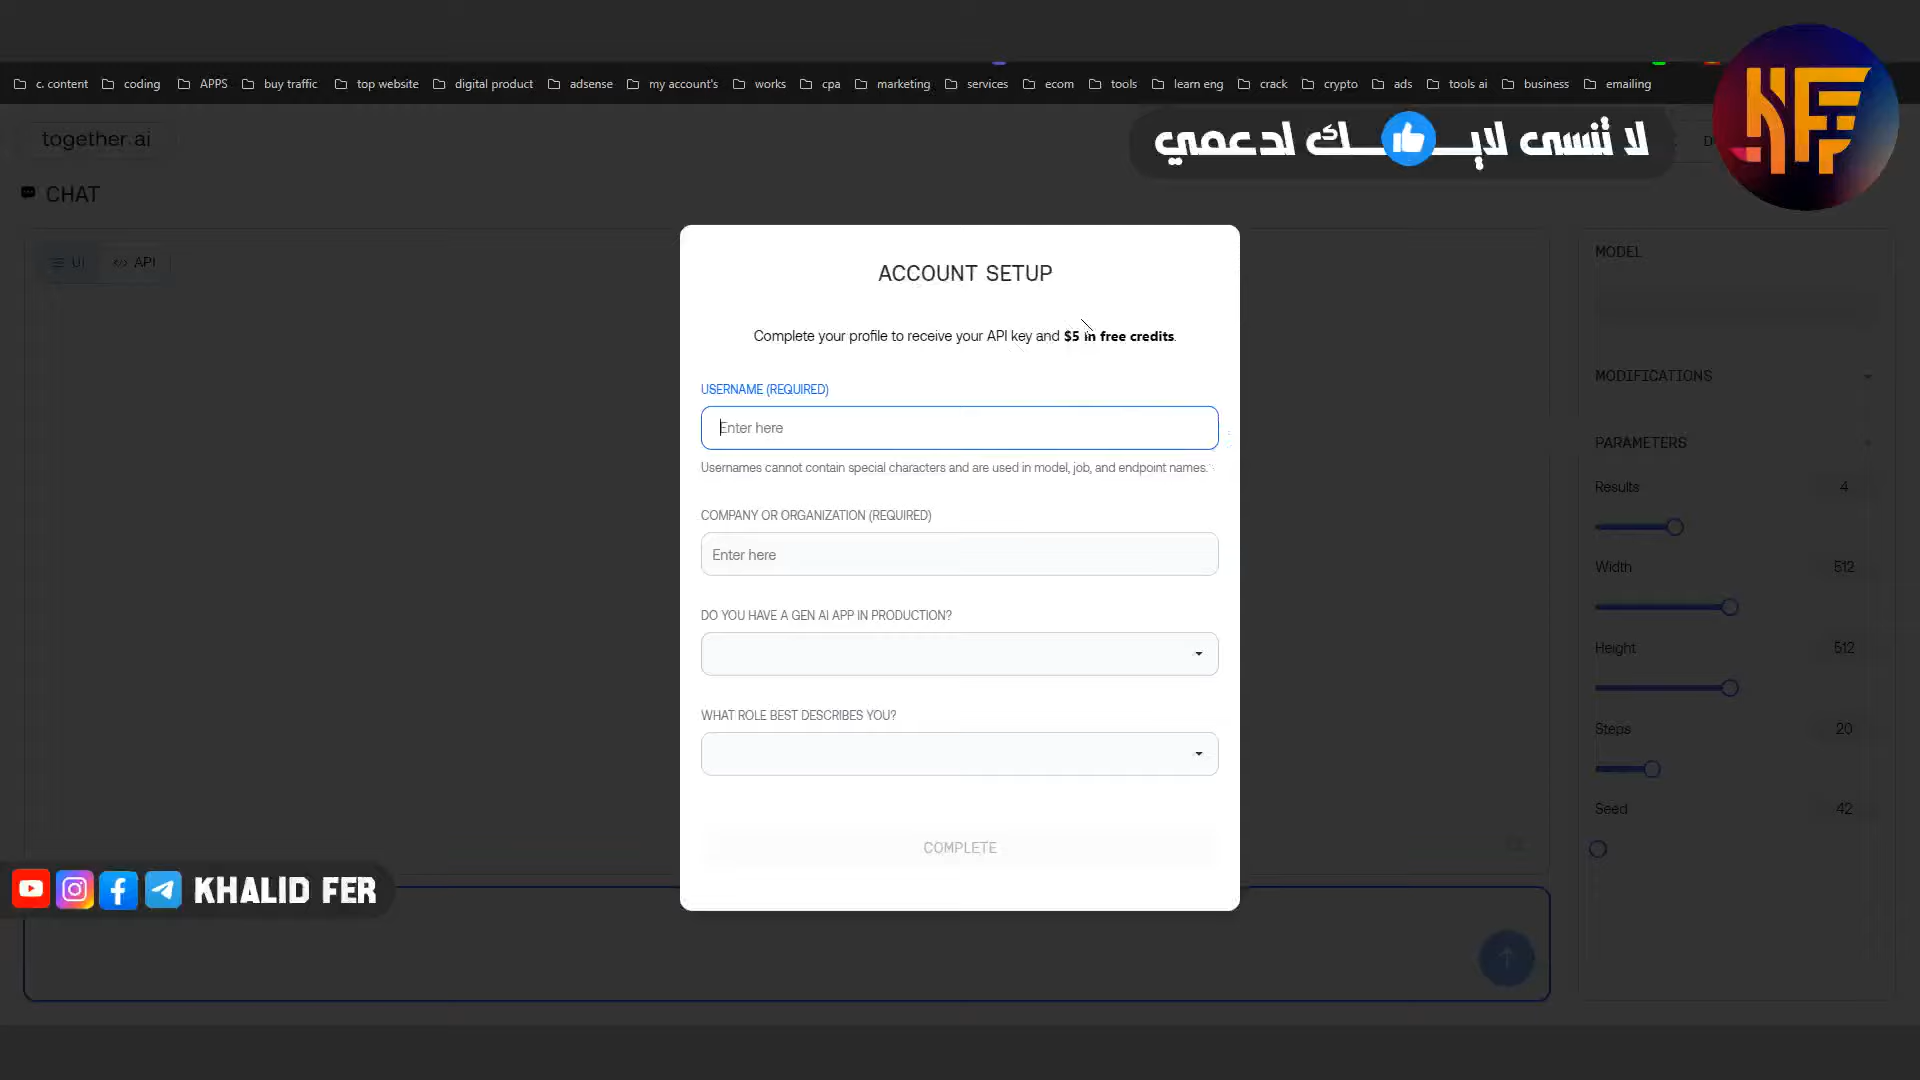 c. content coding APPS buy traffic top website digital product adsense my account's works cpa marketing services ecom tools learn eng crack crypto ads tools ai business emailing
together.ai
لا تنسى لايــــك لدعمي
CHAT
UI API
MODEL
ACCOUNT SETUP
Complete your profile to receive your API key and $5 in free credits.
MODIFICATIONS
USERNAME (REQUIRED)
Enter here
PARAMETERS
Usernames cannot contain special characters and are used in model, job, and endpoint names.
Results 4
COMPANY OR ORGANIZATION (REQUIRED)
Enter here
Width 512
DO YOU HAVE A GEN AI APP IN PRODUCTION?
Height 512
WHAT ROLE BEST DESCRIBES YOU?
Steps 20
Seed 42
COMPLETE
KHALID FER